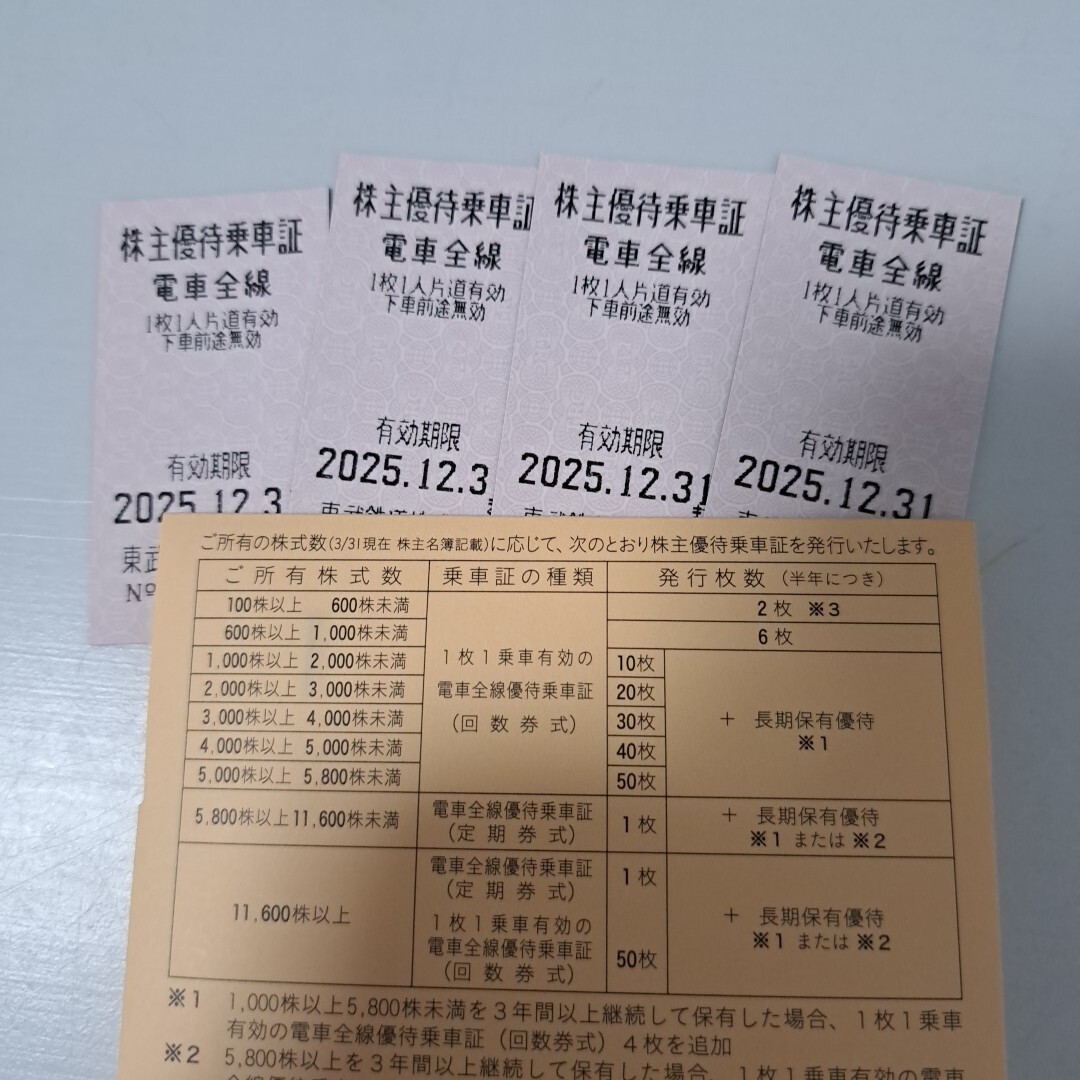 株主優待乗車証
電車全線
1枚1人片道有効
下車前途無効
有効期限
2025.12.3
東武
No
株主優待乗車証
電車全線
1枚1人片道有効
下車前途無効
有効期限
2025.12.3
東武鉄道
株主優待乗車証
電車全線
1枚1人片道有効
下車前途無効
有効期限
2025.12.31
株主優待乗車証
電車全線
1枚1人片道有効
下車前途無効
有効期限
2025.12.31
ご所有の株式数(3/31現在 株主名簿記載)に応じて、次のとおり株主優待乗車証を発行いたします。
ご所有株式数 乗車証の種類 発行枚数 (半年につき)
100株以上 600株未満 2枚 ※3
600株以上 1,000株未満 6枚
1,000株以上 2,000株未満 1枚1乗車有効の 10枚
2,000株以上 3,000株未満 電車全線優待乗車証 20枚
3,000株以上 4,000株未満 (回数券式) 30枚 + 長期保有優待
4,000株以上 5,000株未満 40枚 ※1
5,000株以上 5,800株未満 50枚
5,800株以上11,600株未満 電車全線優待乗車証 1枚 + 長期保有優待
(定期券式) ※1 または ※2
電車全線優待乗車証
(定期券式) 1枚
11,600株以上 1枚1乗車有効の + 長期保有優待
電車全線優待乗車証 ※1 または ※2
(回数券式) 50枚
※1 1,000株以上5,800株未満を3年間以上継続して保有した場合、1枚1乗車
有効の電車全線優待乗車証(回数券式)4枚を追加
※2 5,800株以上を3年間以上継続して保有した場合、1枚1乗車有効の電車